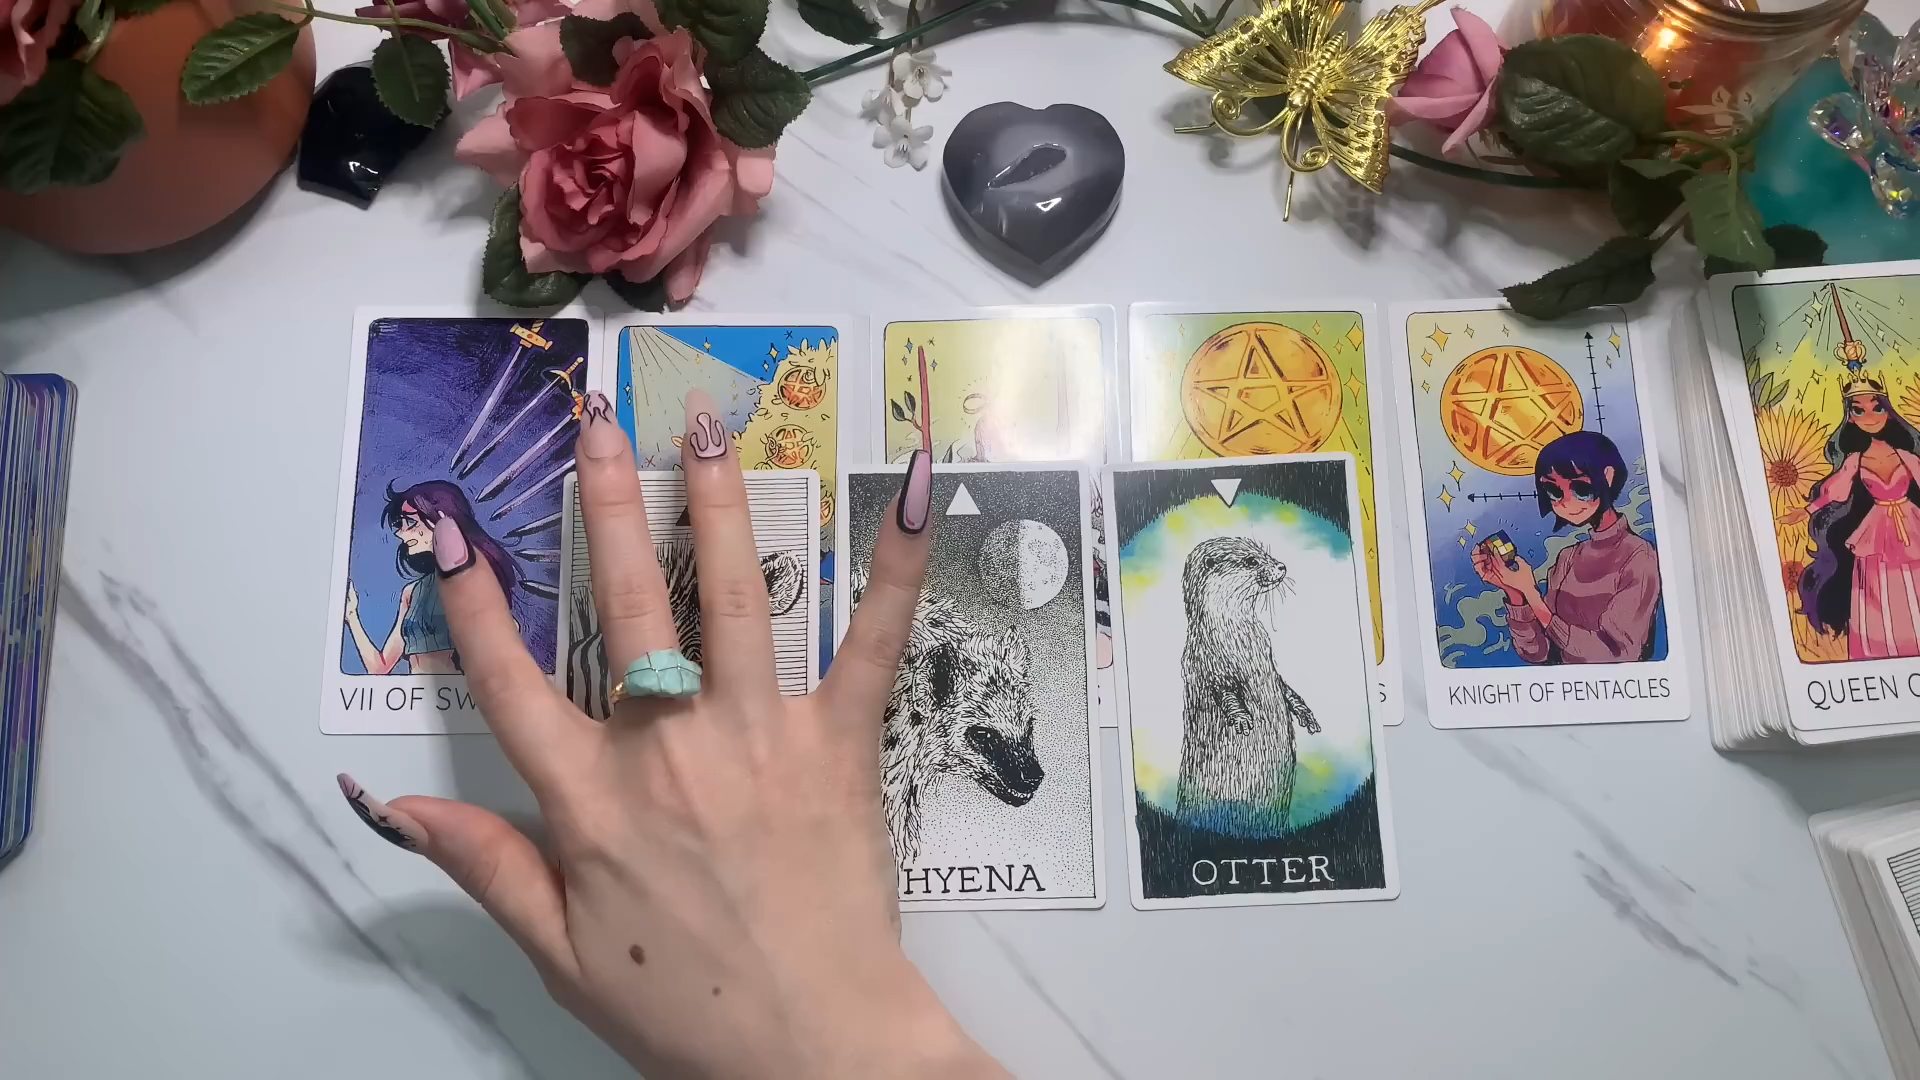 VII OF SW
S
KNIGHT OF PENTACLES
QUEEN O
HYENA
OTTER